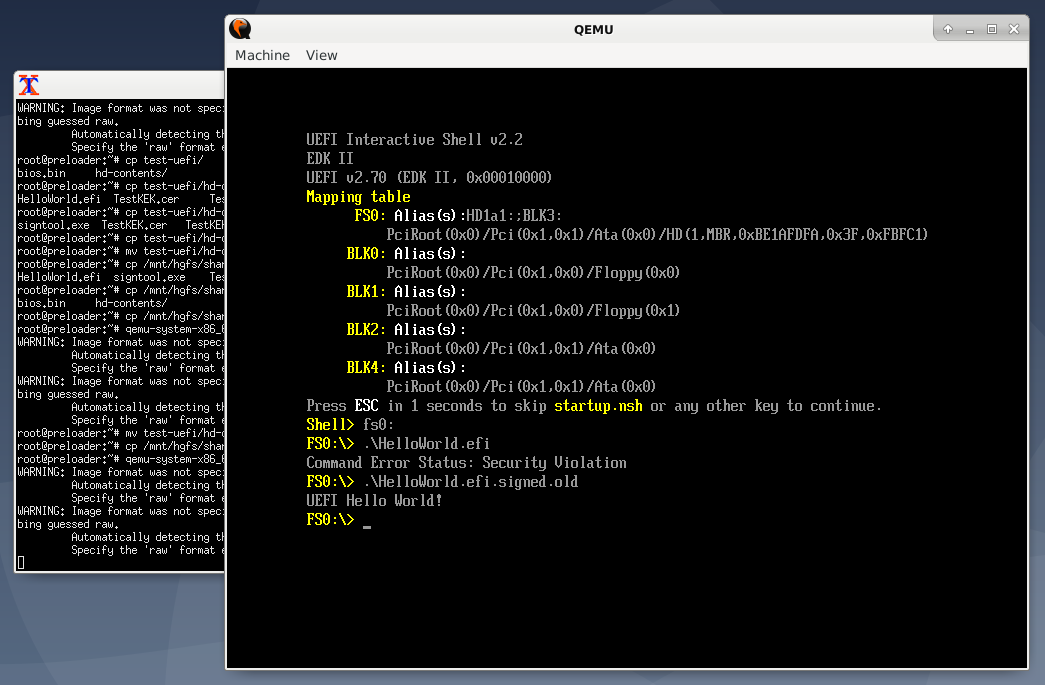 QEMU
Machine View
UEFI Interactive Shell v2.2
EDK II
UEFI v2.70 (EDK II, 0x00010000)
Mapping table
FS0: Alias(s):HD1a1:;BLK3:
PciRoot(0x0)/Pci(0x1,0x1)/Ata(0x0)/HD(1,MBR,0xBE1AFDFA,0x3F,0xFBFC1)
BLK0: Alias(s):
PciRoot(0x0)/Pci(0x1,0x0)/Floppy(0x0)
BLK1: Alias(s):
PciRoot(0x0)/Pci(0x1,0x0)/Floppy(0x1)
BLK2: Alias(s):
PciRoot(0x0)/Pci(0x1,0x1)/Ata(0x0)
BLK4: Alias(s):
PciRoot(0x0)/Pci(0x1,0x1)/Ata(0x0)
Press ESC in 1 seconds to skip startup.nsh or any other key to continue.
Shell> fs0:
FS0:\> .\HelloWorld.efi
Command Error Status: Security Violation
FS0:\> .\HelloWorld.efi.signed.old
UEFI Hello World!
FS0:\> _
WARNING: Image format was not spec
bing guessed raw.
Automatically detecting th
Specify the 'raw' format e
root@preloader:~# cp test-uefi/
bios.bin hd-contents/
root@preloader:~# cp test-uefi/hd-c
HelloWorld.efi TestKEK.cer TestKE
root@preloader:~# cp test-uefi/hd-c
signtool.exe TestKEK.cer TestKE
root@preloader:~# cp test-uefi/hd-c
root@preloader:~# mv test-uefi/hd-c
root@preloader:~# cp /mnt/hgfs/shar
HelloWorld.efi signtool.exe Tes
root@preloader:~# cp /mnt/hgfs/shar
bios.bin hd-contents/
root@preloader:~# cp /mnt/hgfs/shar
root@preloader:~# qemu-system-x86_6
WARNING: Image format was not spec
Automatically detecting th
Specify the 'raw' format e
WARNING: Image format was not spec
bing guessed raw.
Automatically detecting th
Specify the 'raw' format e
root@preloader:~# mv test-uefi/hd-c
root@preloader:~# cp /mnt/hgfs/shar
root@preloader:~# qemu-system-x86_6
WARNING: Image format was not spec
Automatically detecting th
Specify the 'raw' format e
WARNING: Image format was not spec
bing guessed raw.
Automatically detecting th
Specify the 'raw' format e